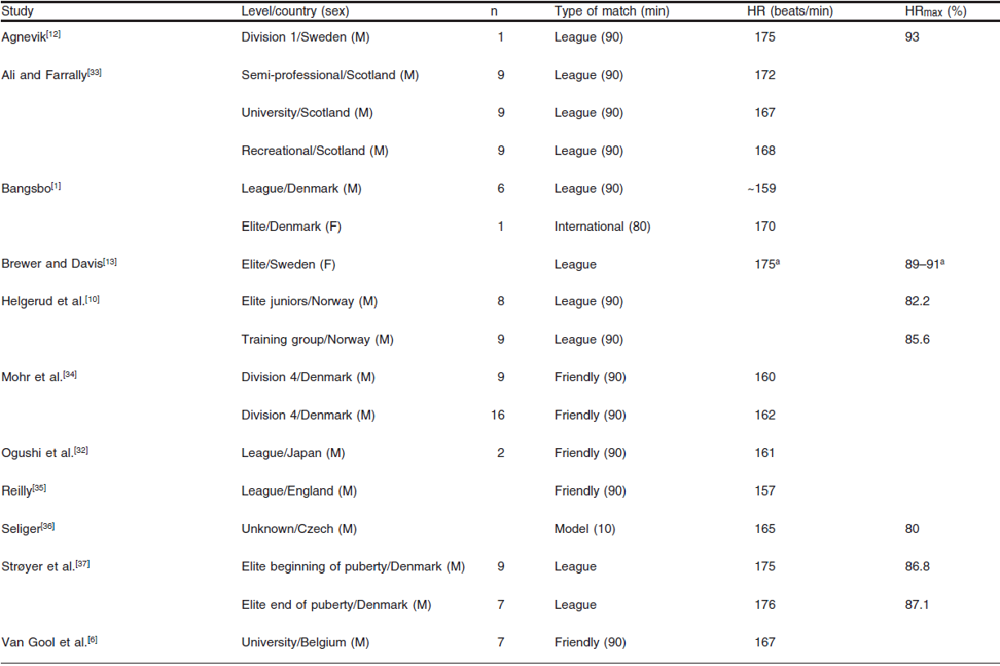 Study Level/country (sex) n Type of match (min) HR (beats/min) HRmax (%)
Agnevik[12] Division 1/Sweden (M) 1 League (90) 175 93
Ali and Farrally[33] Semi-professional/Scotland (M) 9 League (90) 172
University/Scotland (M) 9 League (90) 167
Recreational/Scotland (M) 9 League (90) 168
Bangsbo[1] League/Denmark (M) 6 League (90) ~159
Elite/Denmark (F) 1 International (80) 170
Brewer and Davis[13] Elite/Sweden (F) League 175a 89–91a
Helgerud et al.[10] Elite juniors/Norway (M) 8 League (90) 82.2
Training group/Norway (M) 9 League (90) 85.6
Mohr et al.[34] Division 4/Denmark (M) 9 Friendly (90) 160
Division 4/Denmark (M) 16 Friendly (90) 162
Ogushi et al.[32] League/Japan (M) 2 Friendly (90) 161
Reilly[35] League/England (M) Friendly (90) 157
Seliger[36] Unknown/Czech (M) Model (10) 165 80
Strøyer et al.[37] Elite beginning of puberty/Denmark (M) 9 League 175 86.8
Elite end of puberty/Denmark (M) 7 League 176 87.1
Van Gool et al.[6] University/Belgium (M) 7 Friendly (90) 167